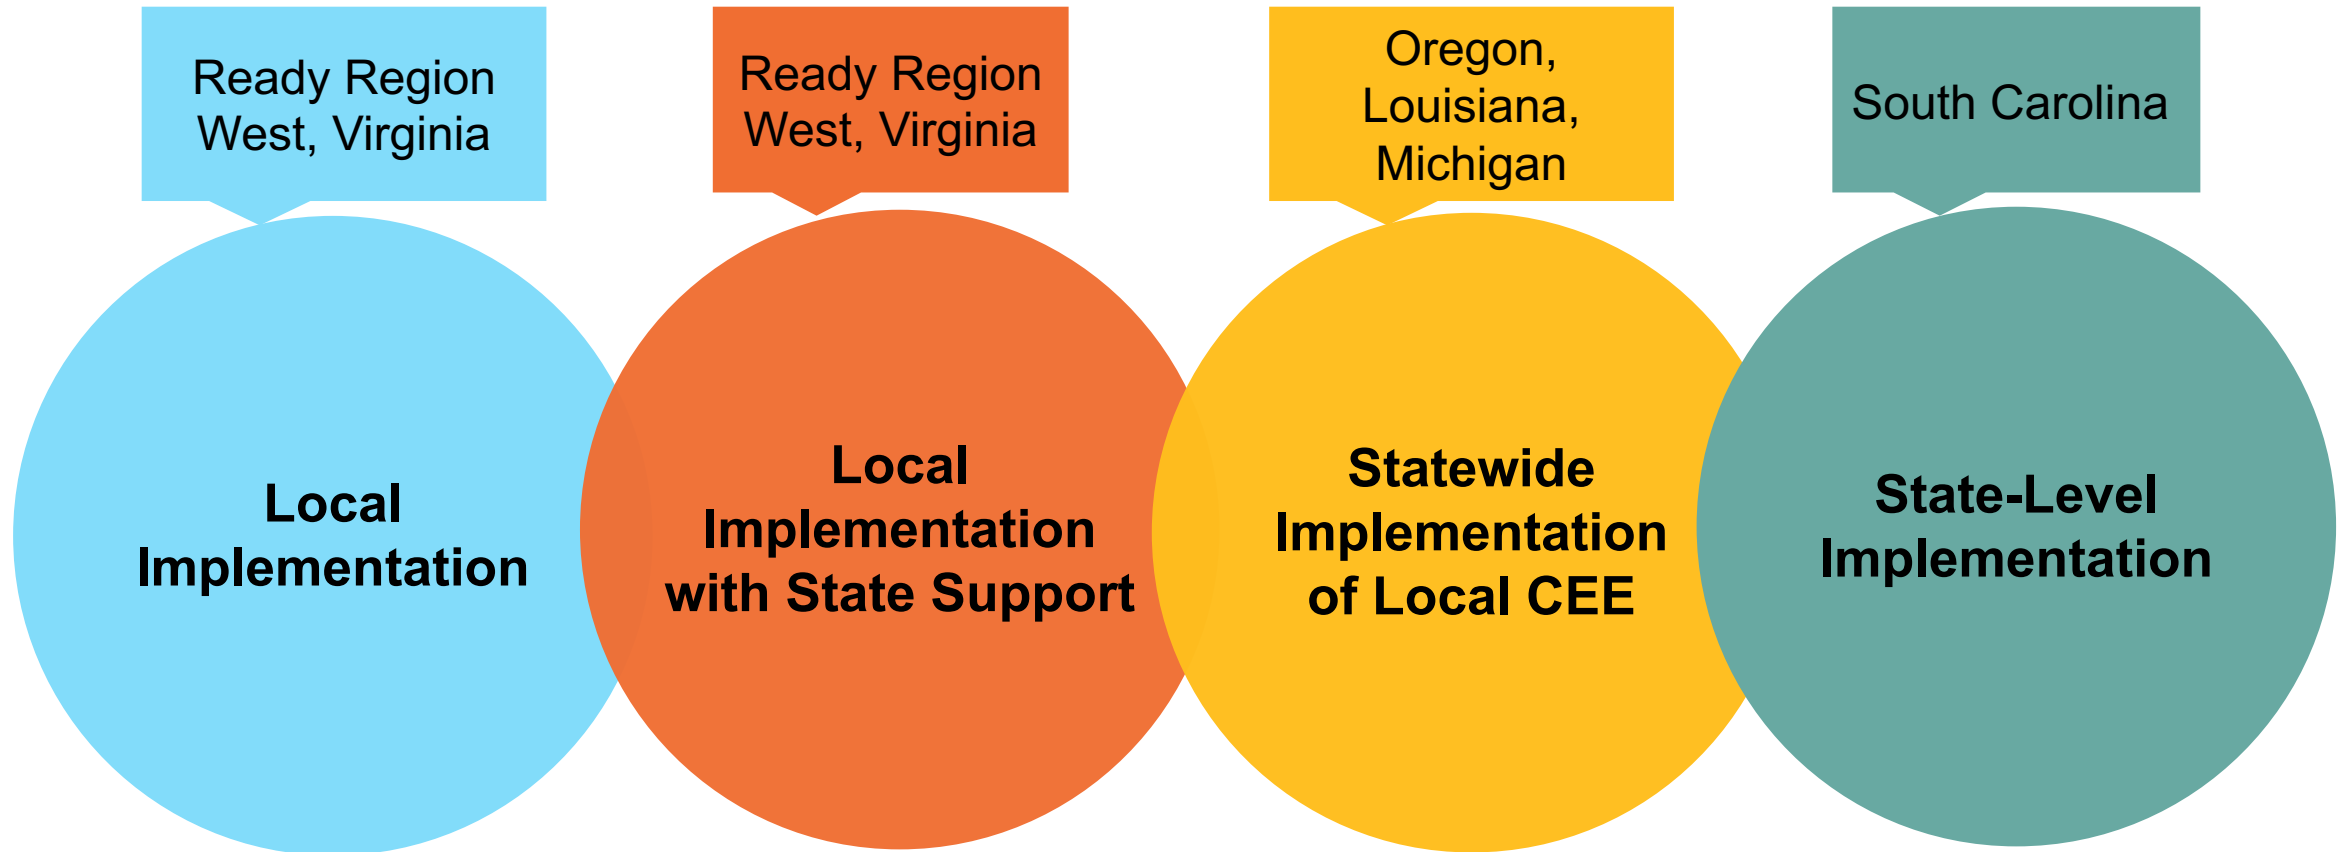 Ready Region
West, Virginia
Ready Region
West, Virginia
Oregon,
Louisiana,
Michigan
South Carolina
Local
Implementation
Local
Implementation
with State Support
Statewide
Implementation
of Local CEE
State-Level
Implementation